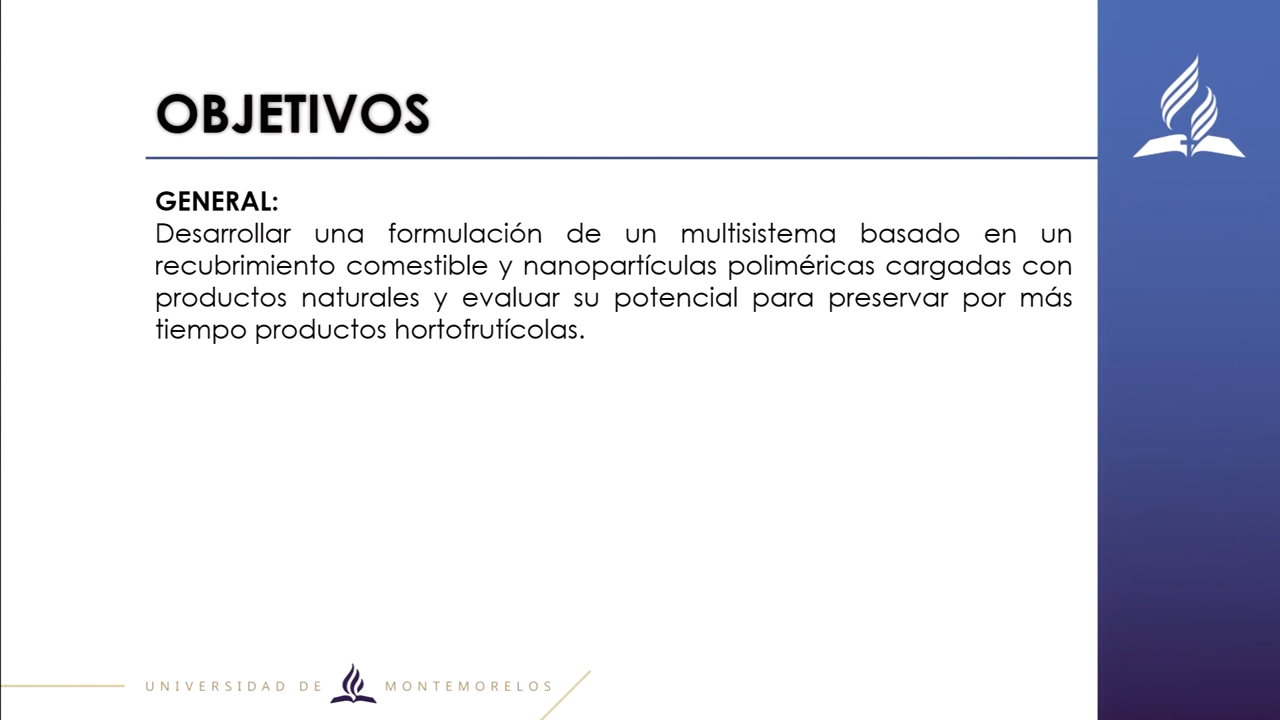 OBJETIVOS
GENERAL:
Desarrollar una formulación de un multisistema basado en un
recubrimiento comestible y nanopartículas poliméricas cargadas con
productos naturales y evaluar su potencial para preservar por más
tiempo productos hortofrutícolas.
UNIVERSIDAD DE MONTEMORELOS